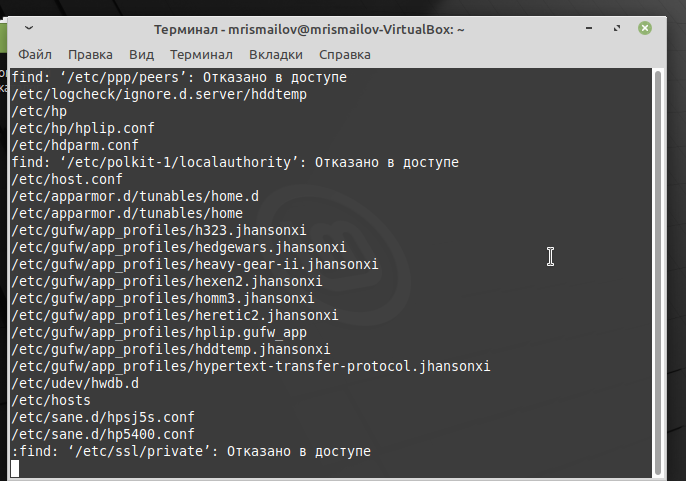 Терминал - mrismailov@mrismailov-VirtualBox: ~
Файл Правка Вид Терминал Вкладки Справка
find: ‘/etc/ppp/peers’: Отказано в доступе
/etc/logcheck/ignore.d.server/hddtemp
/etc/hp
/etc/hp/hplip.conf
/etc/hdparm.conf
find: ‘/etc/polkit-1/localauthority’: Отказано в доступе
/etc/host.conf
/etc/apparmor.d/tunables/home.d
/etc/apparmor.d/tunables/home
/etc/gufw/app_profiles/h323.jhansonxi
/etc/gufw/app_profiles/hedgewars.jhansonxi
/etc/gufw/app_profiles/heavy-gear-ii.jhansonxi
/etc/gufw/app_profiles/hexen2.jhansonxi
/etc/gufw/app_profiles/homm3.jhansonxi
/etc/gufw/app_profiles/heretic2.jhansonxi
/etc/gufw/app_profiles/hplip.gufw_app
/etc/gufw/app_profiles/hddtemp.jhansonxi
/etc/gufw/app_profiles/hypertext-transfer-protocol.jhansonxi
/etc/udev/hwdb.d
/etc/hosts
/etc/sane.d/hpsj5s.conf
/etc/sane.d/hp5400.conf
:find: ‘/etc/ssl/private’: Отказано в доступе